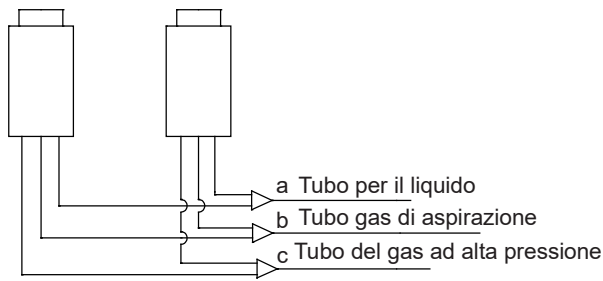 a Tubo per il liquido
b Tubo gas di aspirazione
c Tubo del gas ad alta pressione